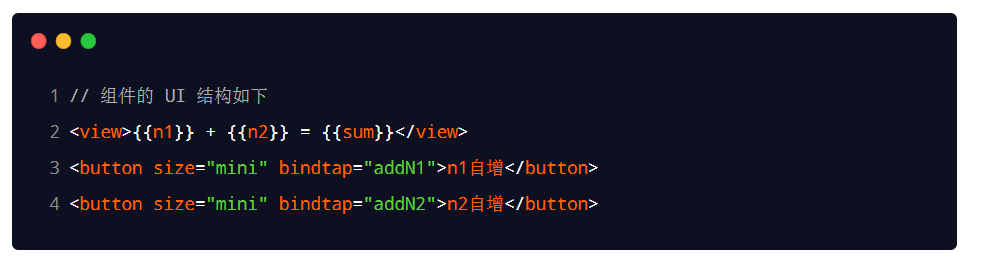 1 // 组件的 UI 结构如下
2 <view>{{n1}} + {{n2}} = {{sum}}</view>
3 <button size="mini" bindtap="addN1">n1自增</button>
4 <button size="mini" bindtap="addN2">n2自增</button>